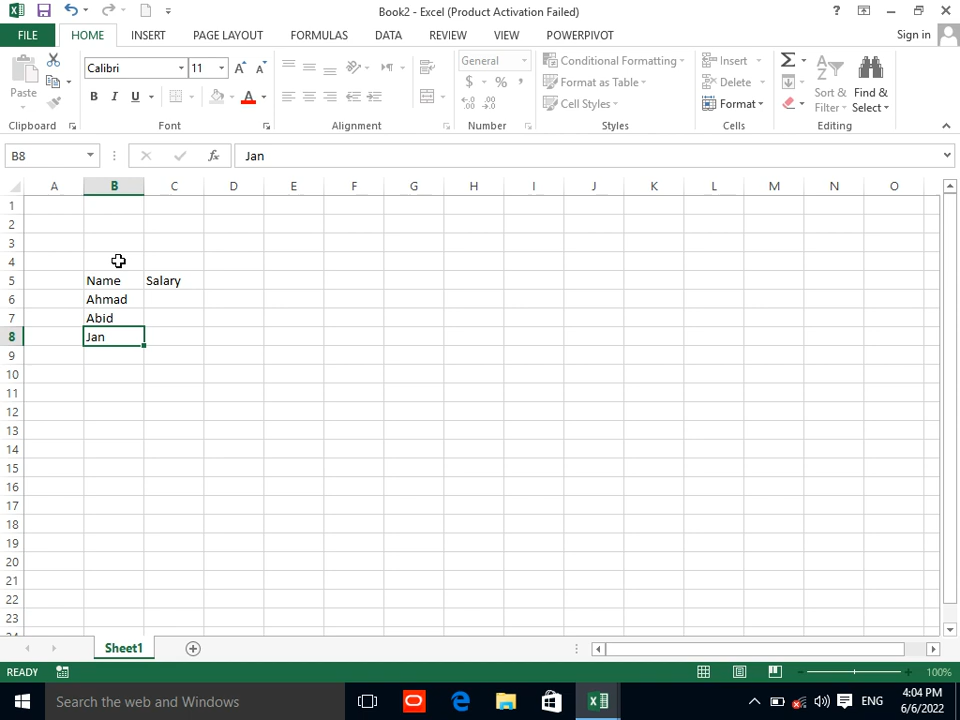 Book2 - Excel (Product Activation Failed)
FILE HOME INSERT PAGE LAYOUT FORMULAS DATA REVIEW VIEW POWERPIVOT Sign in
Paste
Calibri 11
General
Conditional Formatting
Format as Table
Cell Styles
Insert
Delete
Format
Sort & Filter
Find & Select
Clipboard Font Alignment Number Styles Cells Editing
B8 Jan
A B C D E F G H I J K L M N O
1
2
3
4
5 Name Salary
6 Ahmad
7 Abid
8 Jan
9
10
11
12
13
14
15
16
17
18
19
20
21
22
23
Sheet1
READY 100%
Search the web and Windows
ENG
4:04 PM
6/6/2022